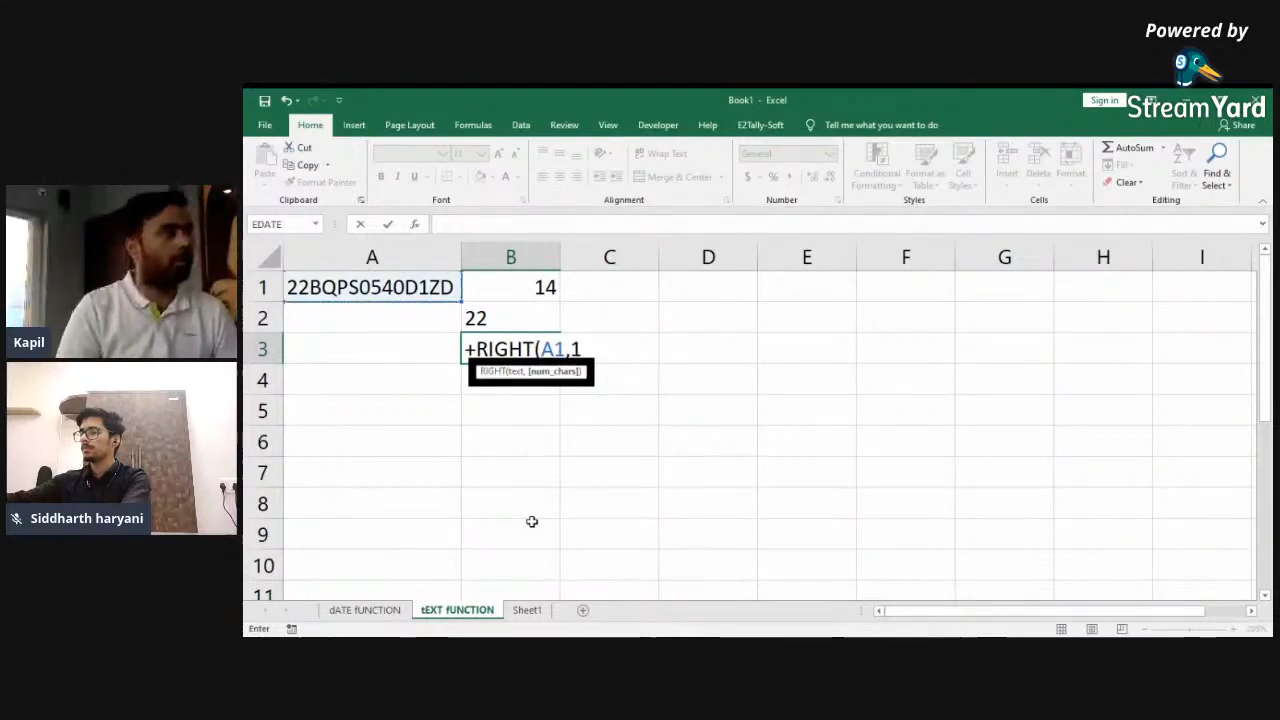 Powered by
StreamYard
Book1 - Excel
Sign in
File Home Insert Page Layout Formulas Data Review View Developer Help EZTally-Soft Tell me what you want to do Share
Paste
Cut
Copy
Format Painter
B I U
Wrap Text
Merge & Center
General
$ % ,
Conditional Formatting
Format as Table
Cell Styles
Insert
Delete
Format
AutoSum
Fill
Clear
Sort & Filter
Find & Select
Clipboard Font Alignment Number Styles Cells Editing
EDATE
fx
A B C D E F G H I
1 22BQPS0540D1ZD 14
2 22
3 +RIGHT(A1,1
RIGHT(text, [num_chars])
4
5
6
7
8
9
10
11
Kapil
Siddharth haryani
dATE fUNCTION tEXT fUNCTION Sheet1
Enter